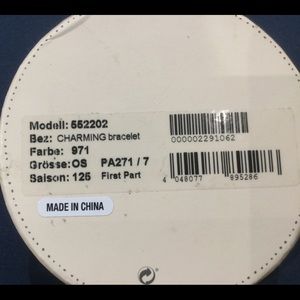 Modell: 552202
Bez: CHARMING bracelet
000002291062
Farbe: 971
Grösse: OS PA271 / 7
Saison: 125 First Part
4 048077 895286
MADE IN CHINA